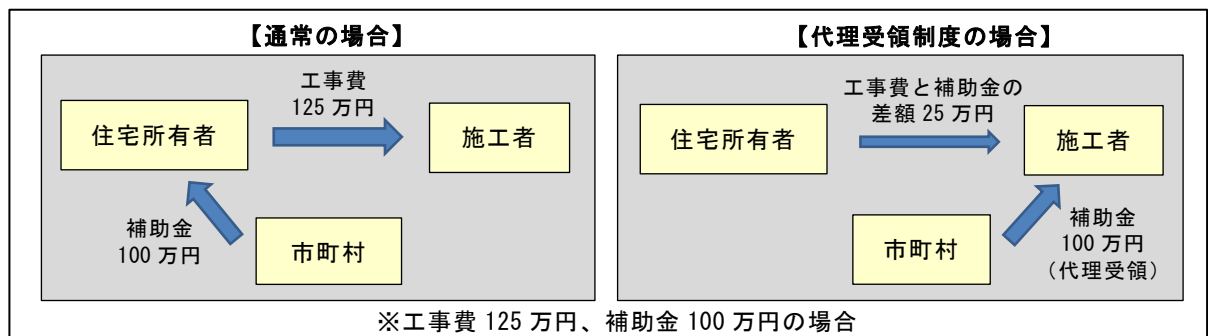 【通常の場合】
工事費
125 万円
住宅所有者
施工者
補助金
100 万円
市町村
【代理受領制度の場合】
工事費と補助金の
差額 25 万円
住宅所有者
施工者
市町村
補助金
100 万円
（代理受領）
※工事費 125 万円、補助金 100 万円の場合